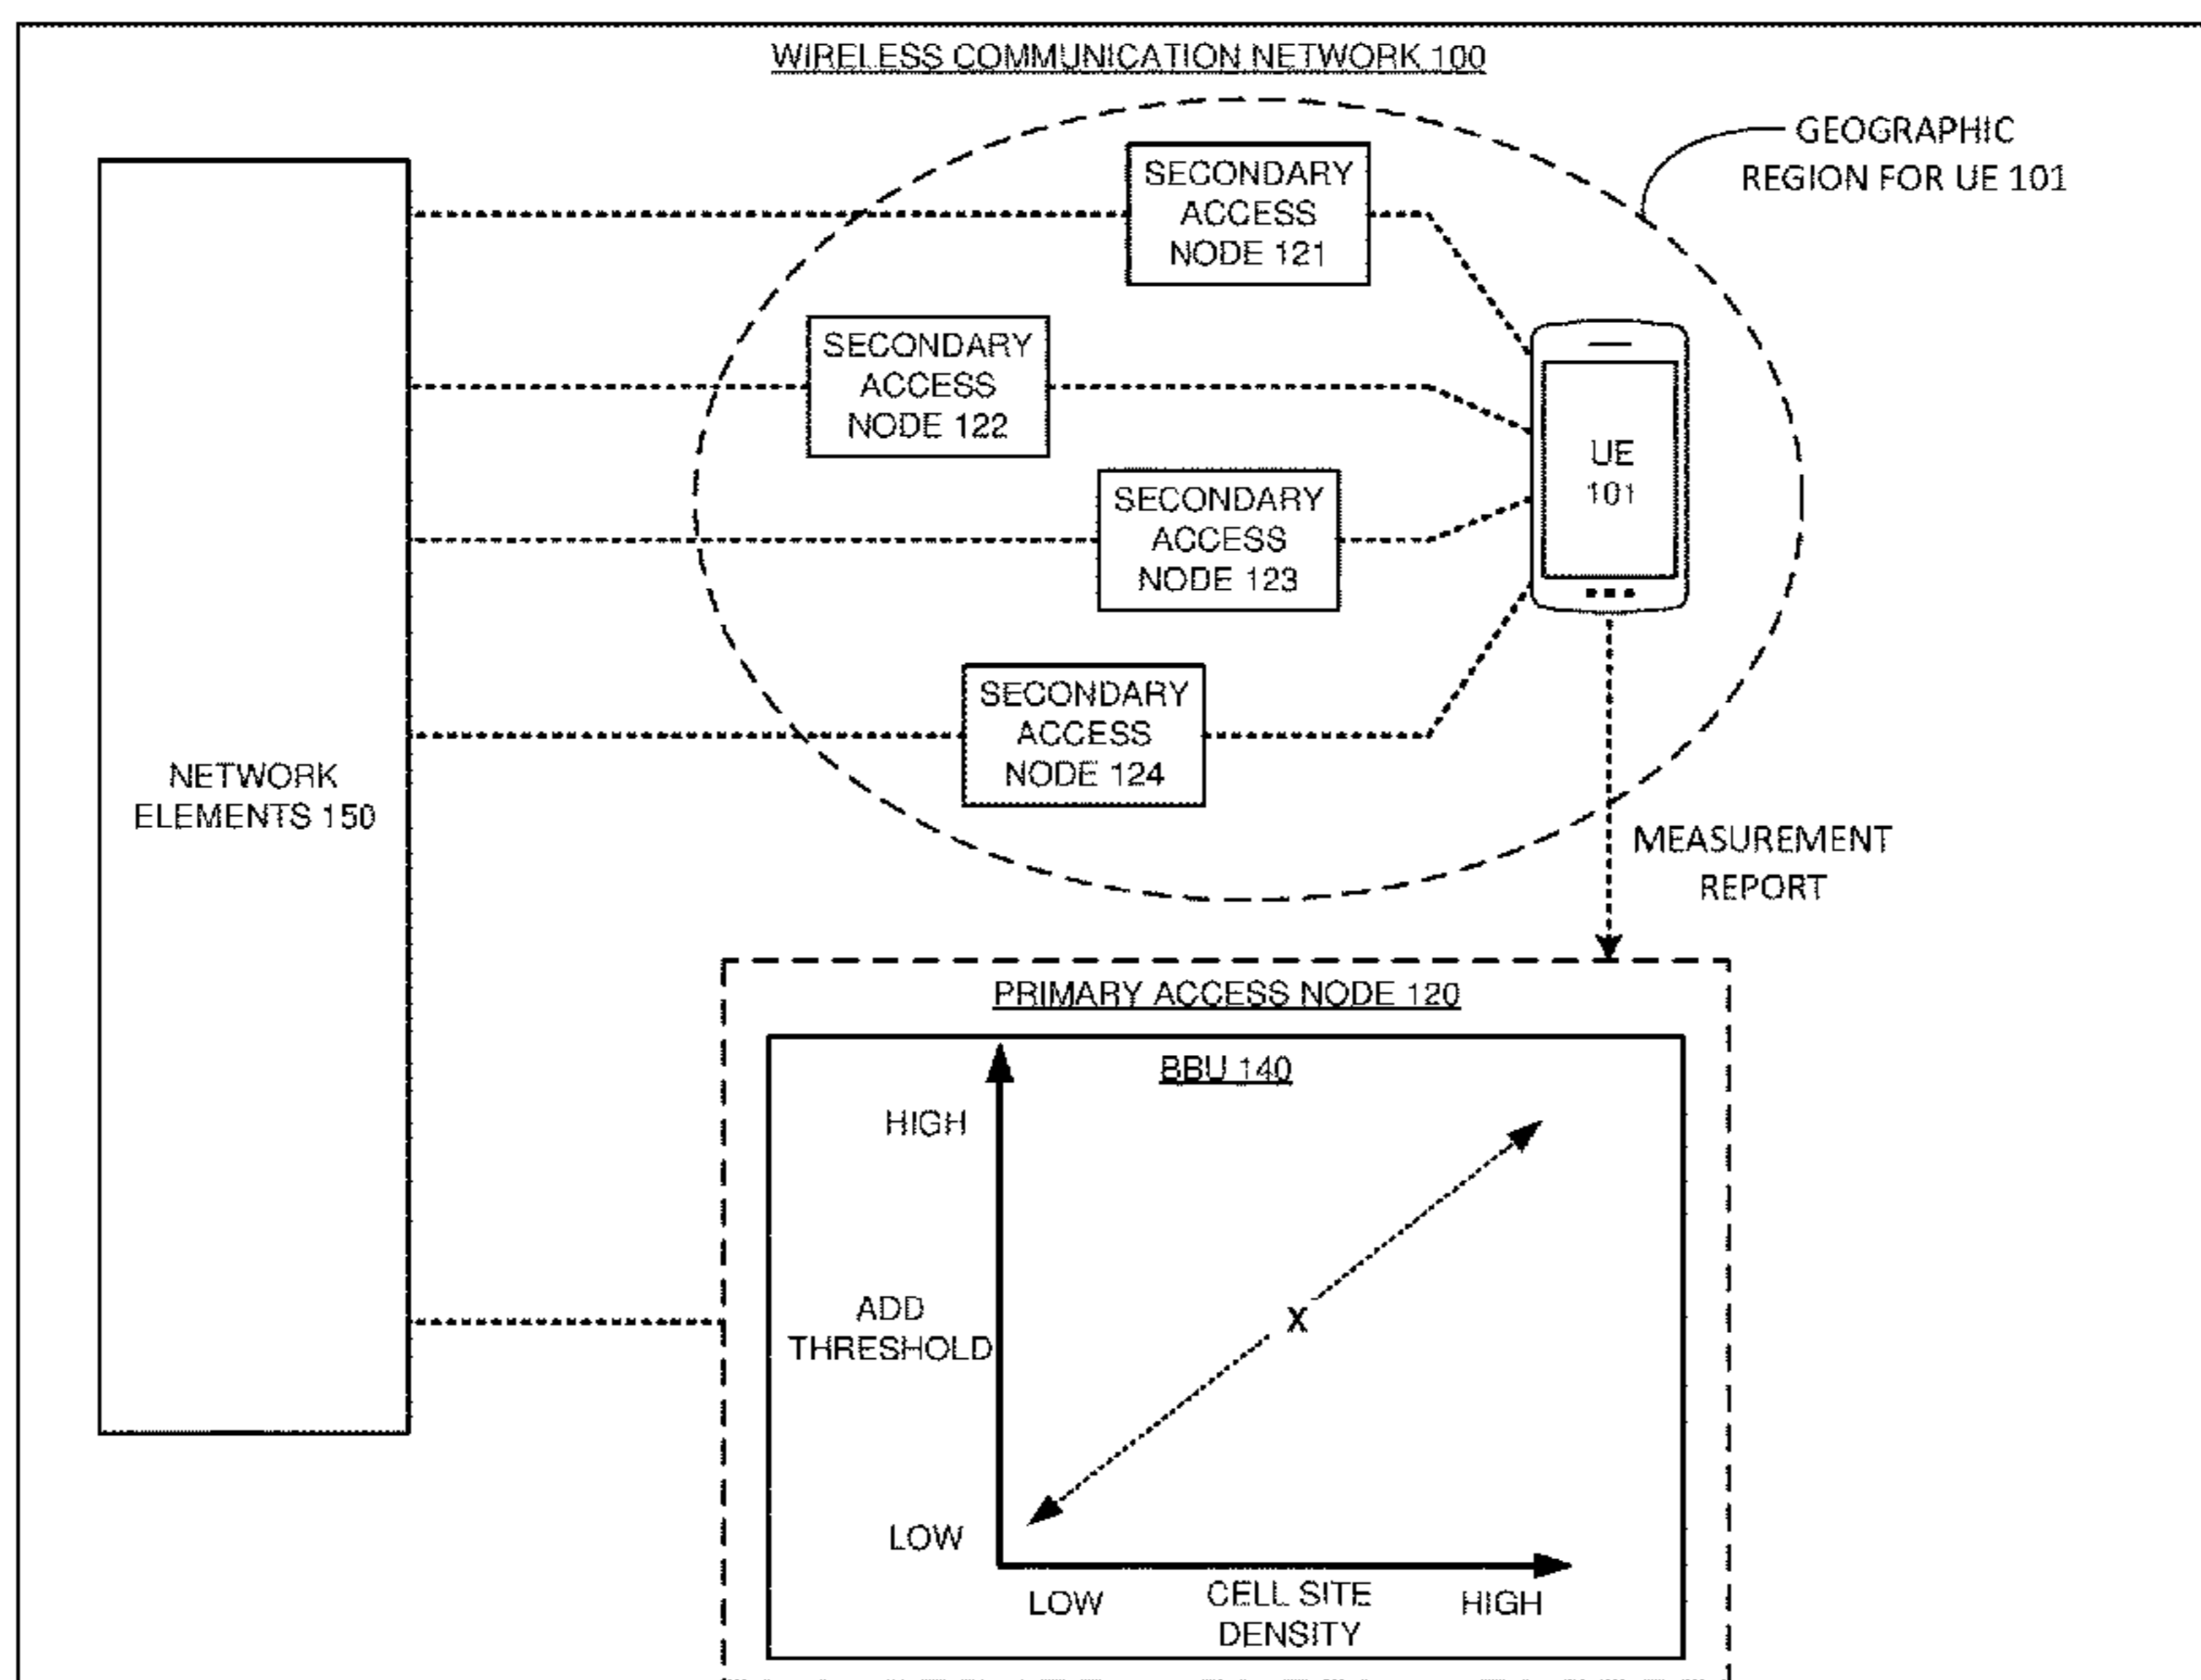 WIRELESS COMMUNICATION NETWORK 100
GEOGRAPHIC
REGION FOR UE 101
SECONDARY
ACCESS
NODE 121
SECONDARY
ACCESS
NODE 122
UE
101
SECONDARY
ACCESS
NODE 123
SECONDARY
ACCESS
NODE 124
NETWORK
ELEMENTS 150
MEASUREMENT
REPORT
PRIMARY ACCESS NODE 120
BBU 140
HIGH
ADD
THRESHOLD
X
LOW
LOW
CELL SITE
DENSITY
HIGH